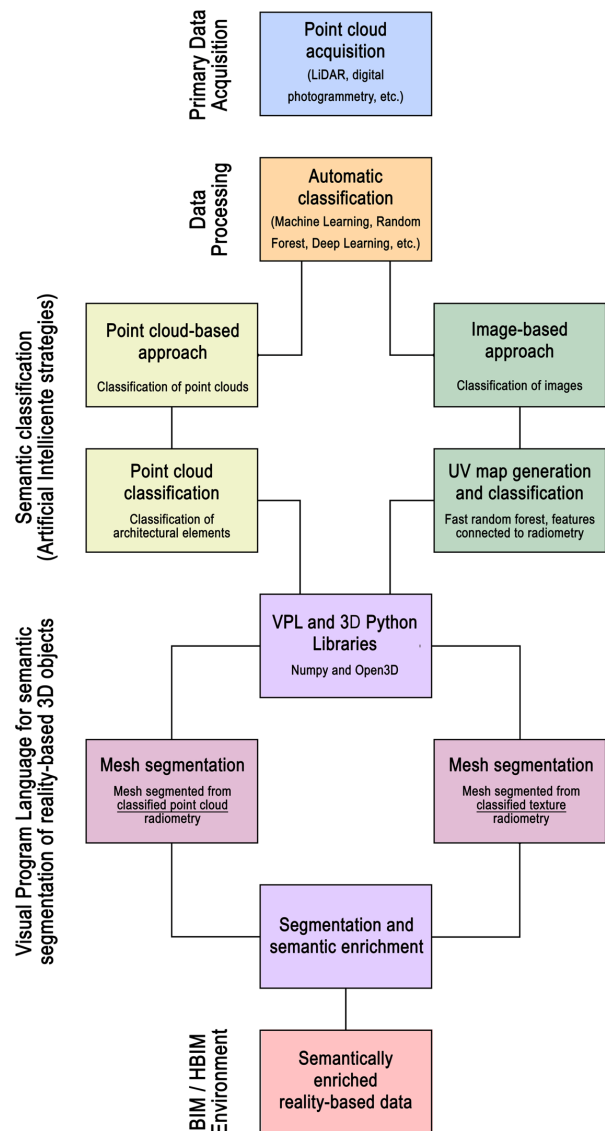 Primary Data
Acquisition
Point cloud
acquisition
(LiDAR, digital
photogrammetry, etc.)
Data
Processing
Automatic
classification
(Machine Learning, Random
Forest, Deep Learning, etc.)
Semantic classification
(Artificial Intellicente strategies)
Point cloud-based
approach
Classification of point clouds
Image-based
approach
Classification of images
Point cloud
classification
Classification of
architectural elements
UV map generation
and classification
Fast random forest, features
connected to radiometry
Visual Program Language for semantic
segmentation of reality-based 3D objects
VPL and 3D Python
Libraries
Numpy and Open3D
Mesh segmentation
Mesh segmented from
classified point cloud
radiometry
Mesh segmentation
Mesh segmented from
classified texture
radiometry
Segmentation and
semantic enrichment
BIM / HBIM
Environment
Semantically
enriched
reality-based data